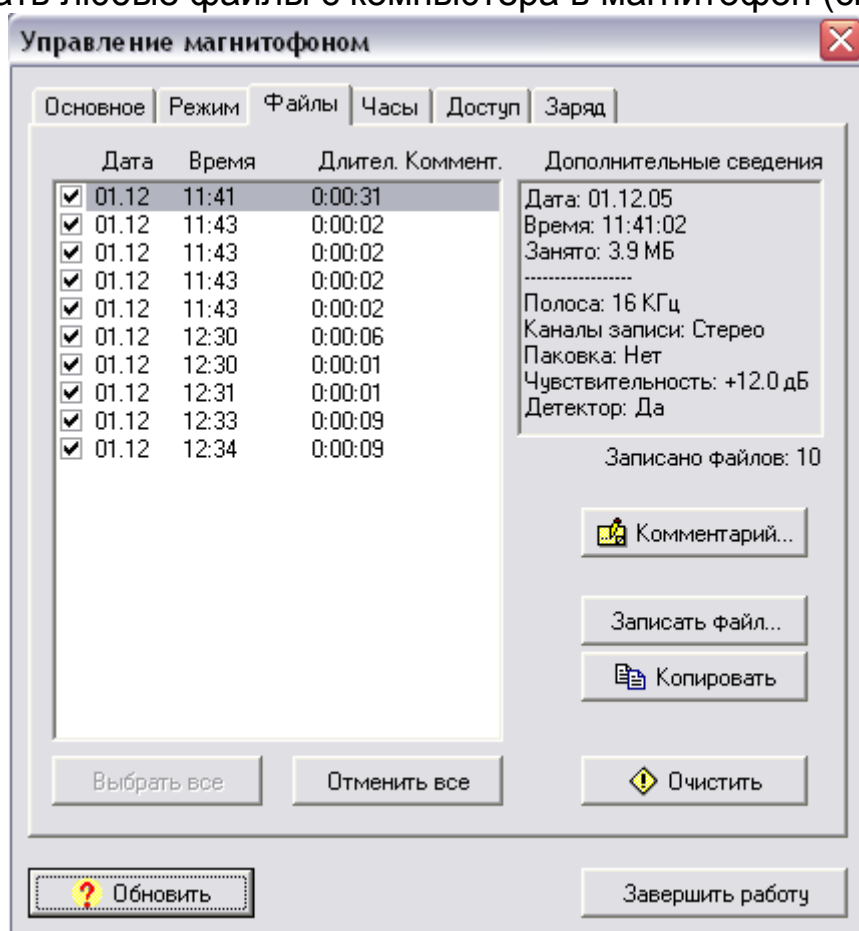 ать любые файлы с компьютера в магнитофон (с
Управление магнитофоном
Основное Режим Файлы Часы Доступ Заряд
Дата Время Длител. Коммент. Дополнительные сведения
01.12 11:41 0:00:31
01.12 11:43 0:00:02
01.12 11:43 0:00:02
01.12 11:43 0:00:02
01.12 11:43 0:00:02
01.12 12:30 0:00:06
01.12 12:30 0:00:01
01.12 12:31 0:00:01
01.12 12:33 0:00:09
01.12 12:34 0:00:09
Дата: 01.12.05
Время: 11:41:02
Занято: 3.9 МБ
-----------------
Полоса: 16 КГц
Каналы записи: Стерео
Паковка: Нет
Чувствительность: +12.0 дБ
Детектор: Да
Записано файлов: 10
Комментарий...
Записать файл...
Копировать
Выбрать все Отменить все Очистить
Обновить Завершить работу